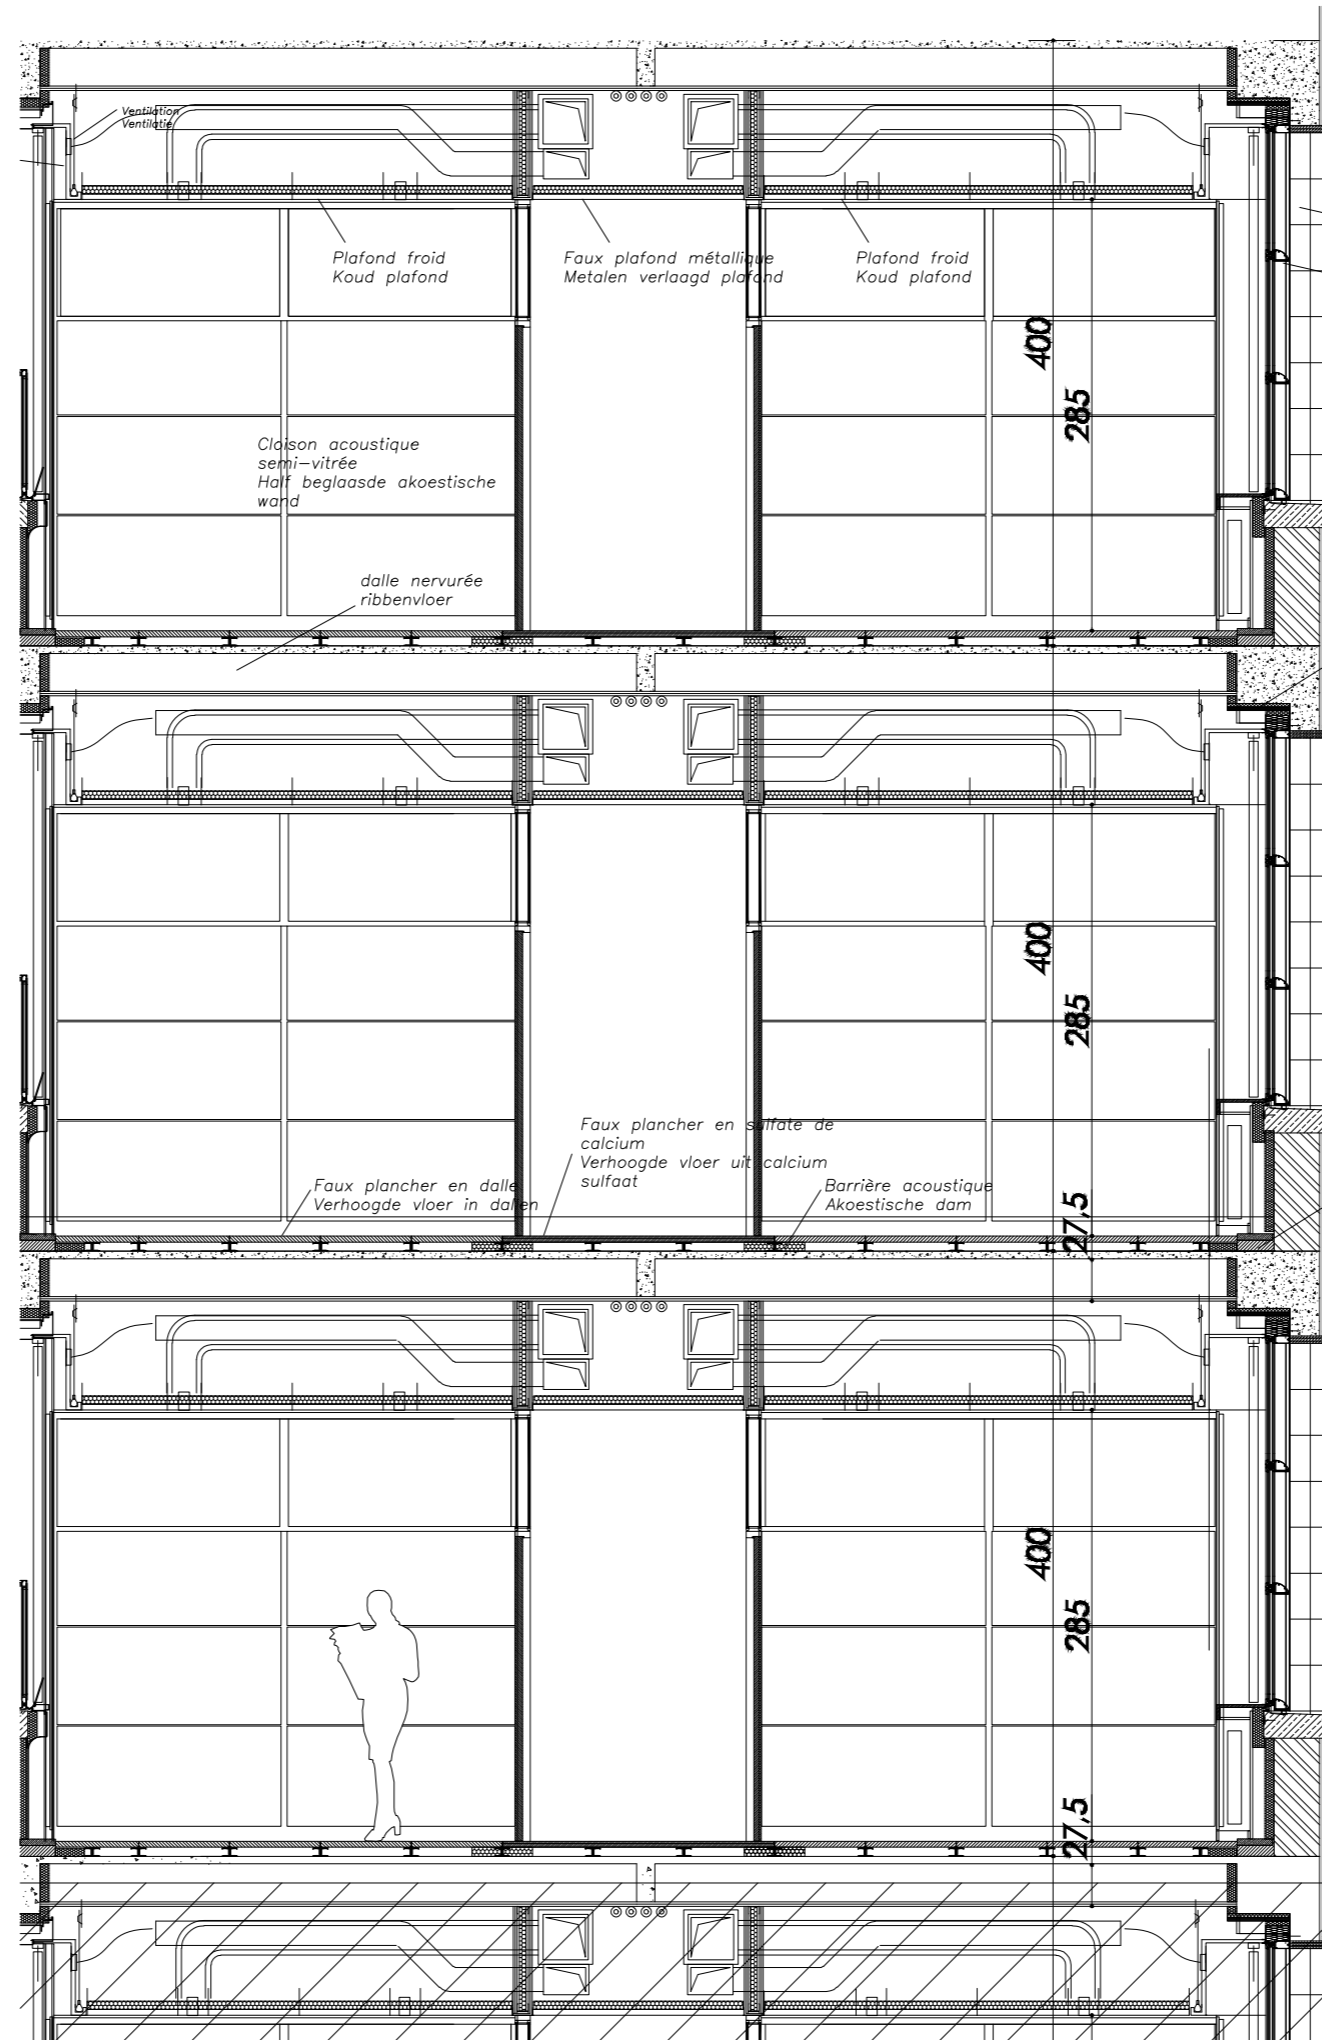 Ventilation
Ventilatie
Plafond froid
Koud plafond
Faux plafond métallique
Metalen verlaagd plafond
Plafond froid
Koud plafond
400
285
Cloison acoustique
semi-vitrée
Half beglaasde akoestische
wand
dalle nervurée
ribbenvloer
400
285
Faux plancher en sulfate de
calcium
Verhoogde vloer uit calcium
sulfaat
Faux plancher en dalle
Verhoogde vloer in dallen
Barrière acoustique
Akoestische dam
27,5
400
285
27,5